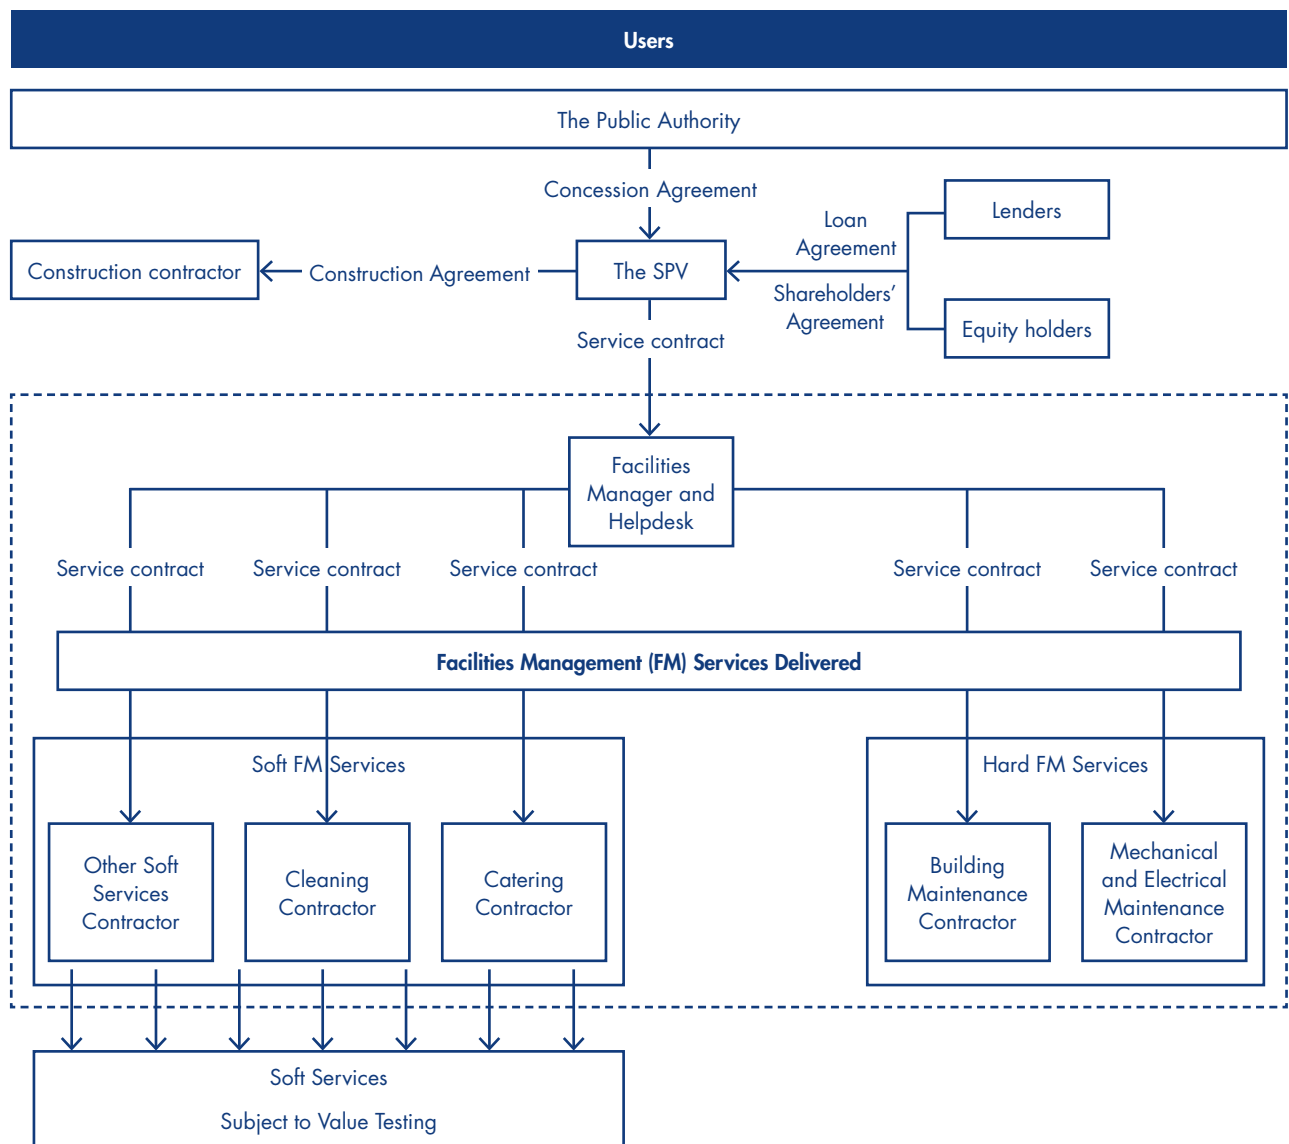 Users
The Public Authority
Concession Agreement
Loan
Agreement
Lenders
Construction contractor
Construction Agreement
The SPV
Shareholders’
Agreement
Equity holders
Service contract
Facilities
Manager and
Helpdesk
Service contract
Service contract
Service contract
Service contract
Service contract
Facilities Management (FM) Services Delivered
Soft FM Services
Hard FM Services
Other Soft
Services
Contractor
Cleaning
Contractor
Catering
Contractor
Building
Maintenance
Contractor
Mechanical
and Electrical
Maintenance
Contractor
Soft Services
Subject to Value Testing